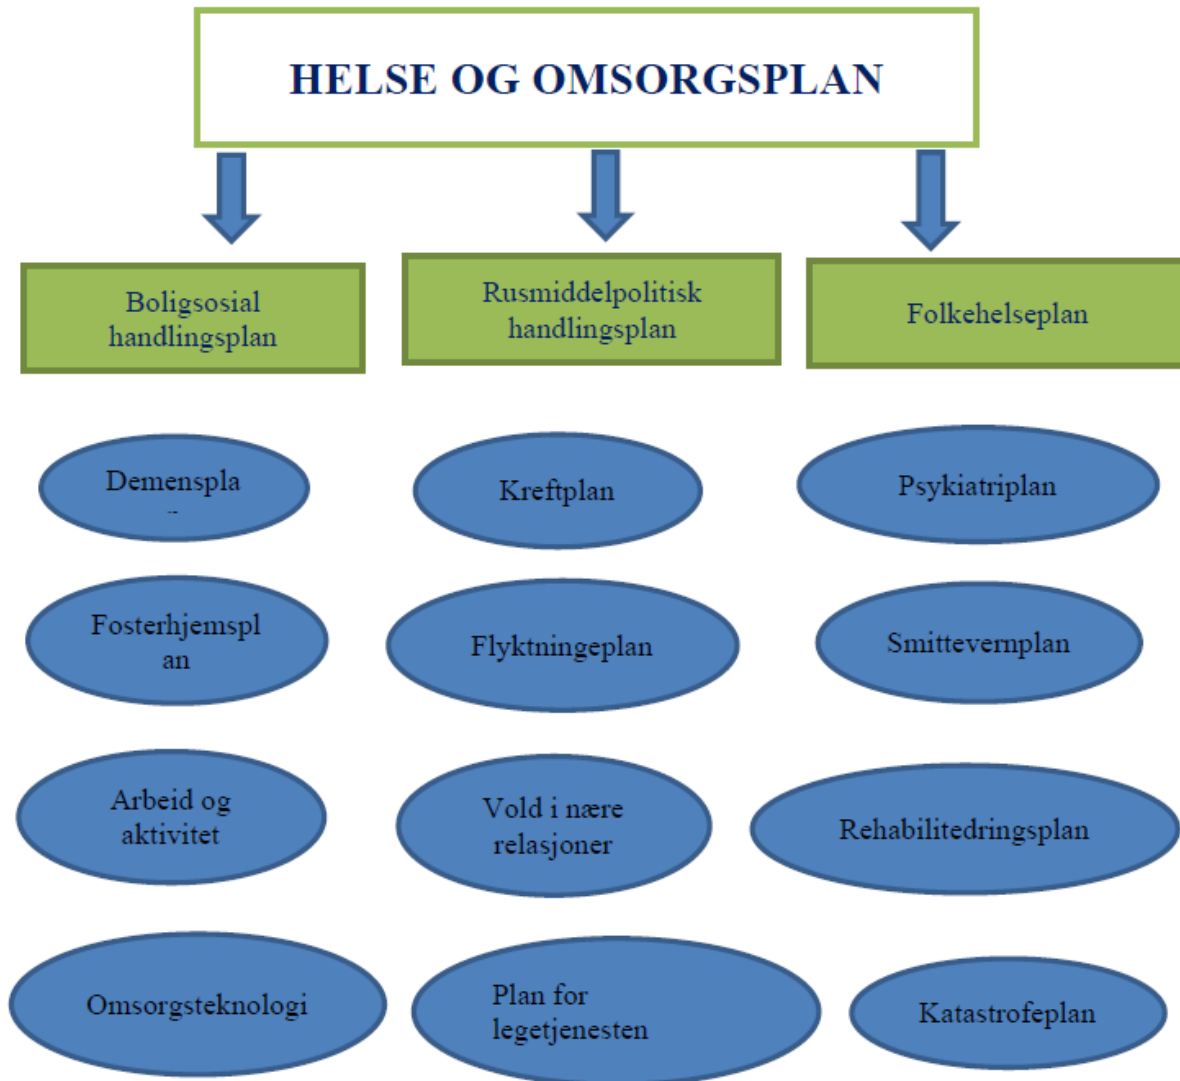 HELSE OG OMSORGSPLAN
Boligsosial
handlingsplan
Rusmiddelpolitisk
handlingsplan
Folkehelseplan
Demenspla
Kreftplan
Psykiatriplan
Fosterhjemspl
an
Flyktningeplan
Smittevernplan
Arbeid og
aktivitet
Vold i nære
relasjoner
Rehabilitedringsplan
Omsorgsteknologi
Plan for
legetjenesten
Katastrofeplan